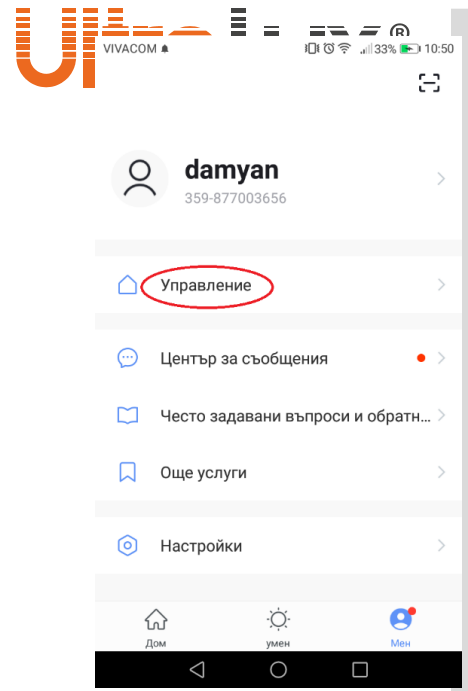 VIVACOM 33% 10:50
damyan
359-877003656
Управление
Център за съобщения
Често задавани въпроси и обратн...
Още услуги
Настройки
Дом умен Мен